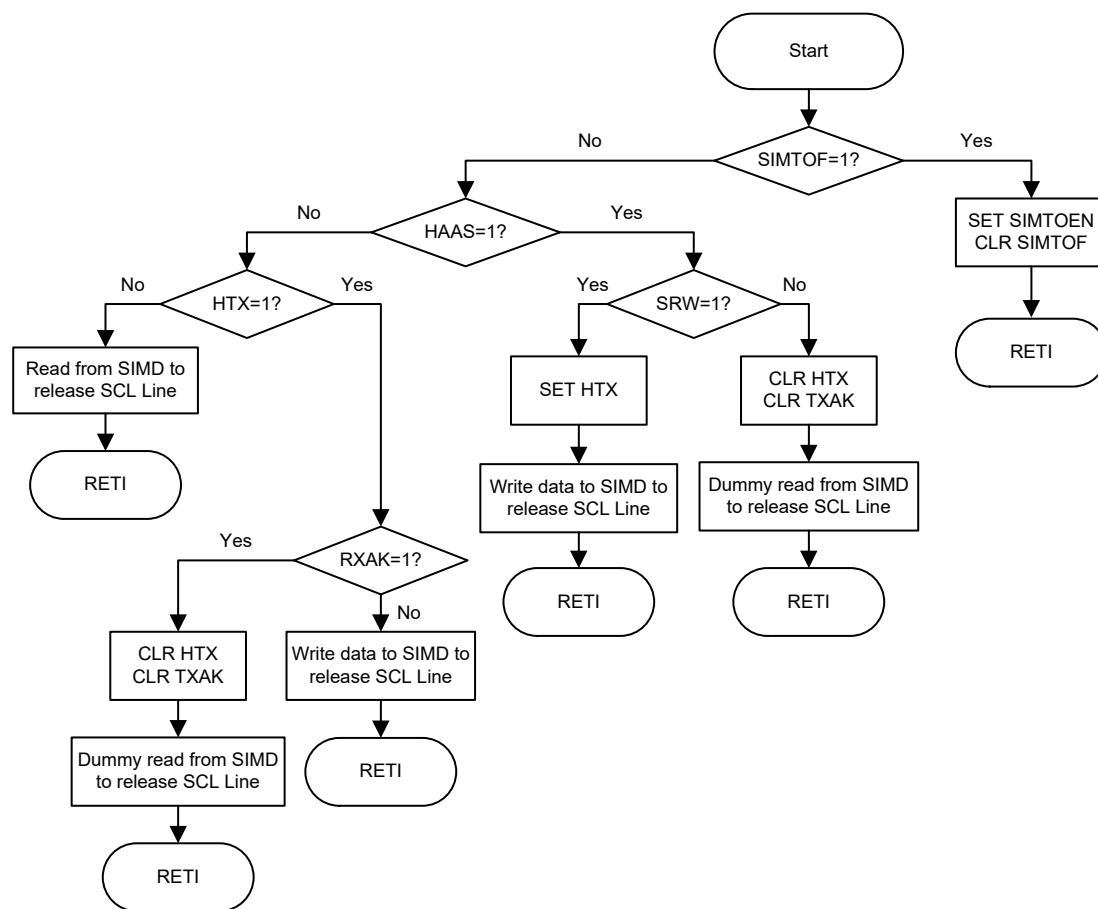 Start
No
Yes
SIMTOF=1?
No
Yes
HAAS=1?
SET SIMTOEN
CLR SIMTOF
No
Yes
HTX=1?
Yes
No
SRW=1?
RETI
Read from SIMD to
release SCL Line
SET HTX
CLR HTX
CLR TXAK
RETI
Write data to SIMD to
release SCL Line
Dummy read from SIMD
to release SCL Line
Yes
RXAK=1?
No
RETI
RETI
CLR HTX
CLR TXAK
Write data to SIMD to
release SCL Line
Dummy read from SIMD
to release SCL Line
RETI
RETI